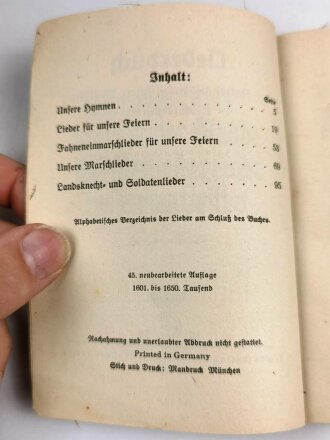 Inhalt:
Seite
Unsere Hymnen . . . . . . . . . . 5
Lieder für unsere Feiern . . . . . . . . 19
Fahneneinmarschlieder für unsere Feiern . . . . 58
Unsere Marschlieder . . . . . . . . . 69
Landsknecht- und Soldatenlieder . . . . . . 95
Alphabetisches Verzeichnis der Lieder am Schluß des Buches.
45. neubearbeitete Auflage
1601. bis 1650. Tausend
Nachahmung und unerlaubter Abdruck nicht gestattet.
Printed in Germany
Stich und Druck: Mandruck München